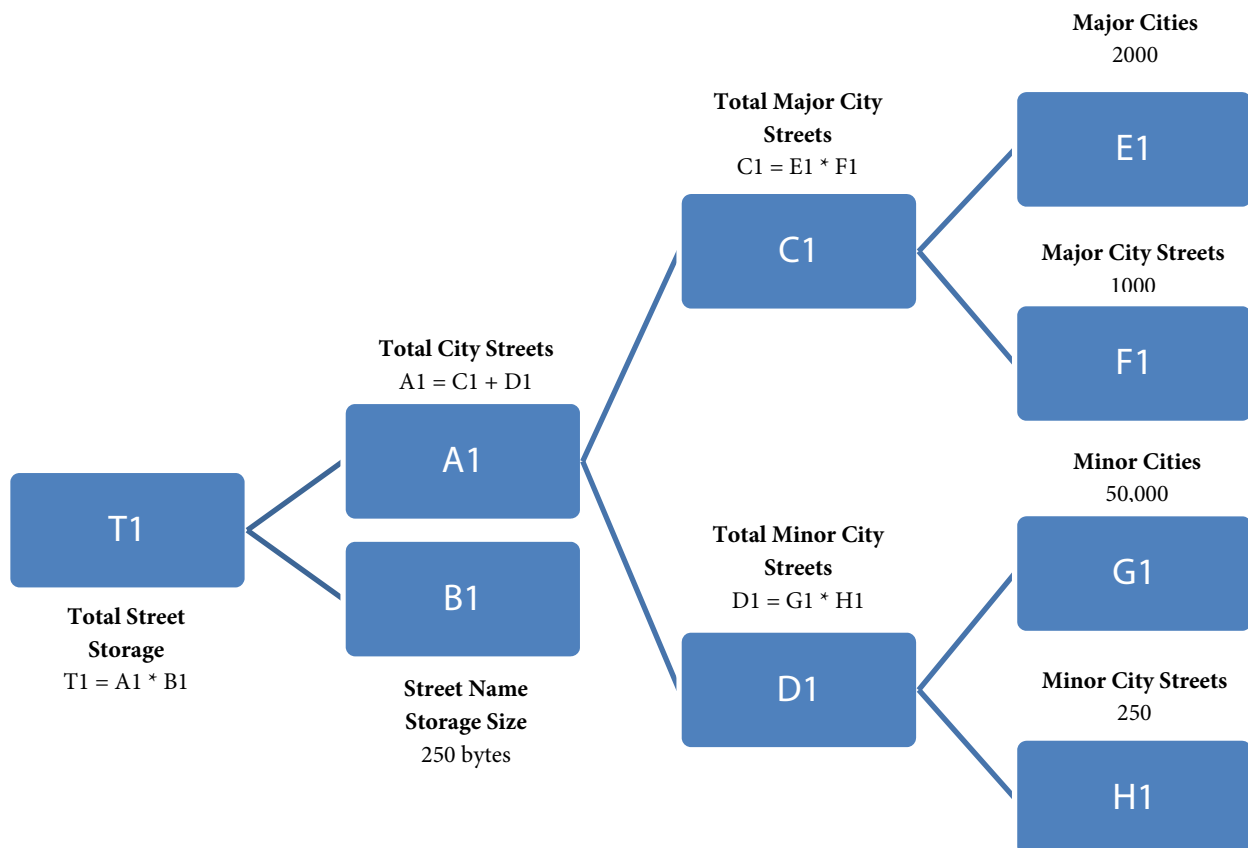 Major Cities
2000
E1
Total Major City
Streets
C1 = E1 * F1
C1
Major City Streets
1000
F1
Total City Streets
A1 = C1 + D1
A1
T1
Total Street
Storage
T1 = A1 * B1
B1
Street Name
Storage Size
250 bytes
Minor Cities
50,000
G1
Total Minor City
Streets
D1 = G1 * H1
D1
Minor City Streets
250
H1